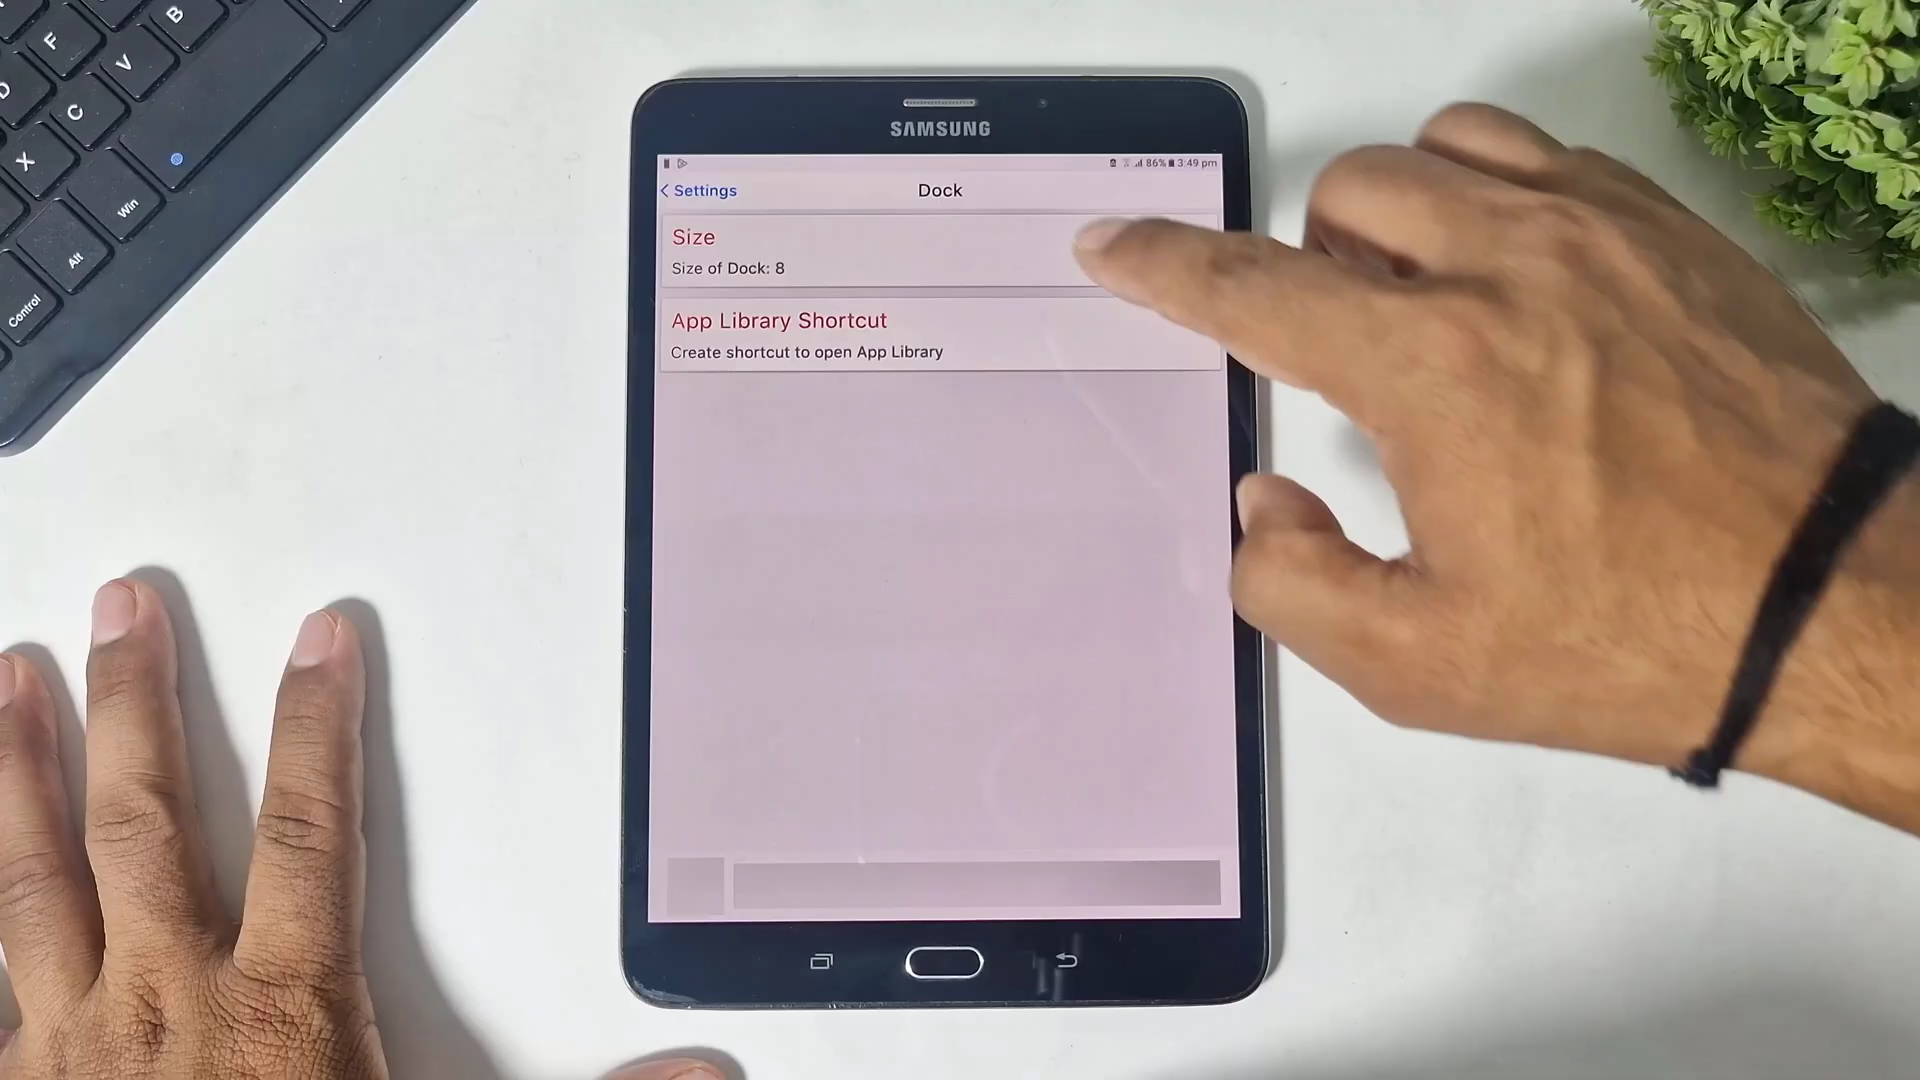 F
B
D
C
V
X
Win
Alt
Control
SAMSUNG
86% 3:49 pm
Settings
Dock
Size
Size of Dock: 8
App Library Shortcut
Create shortcut to open App Library